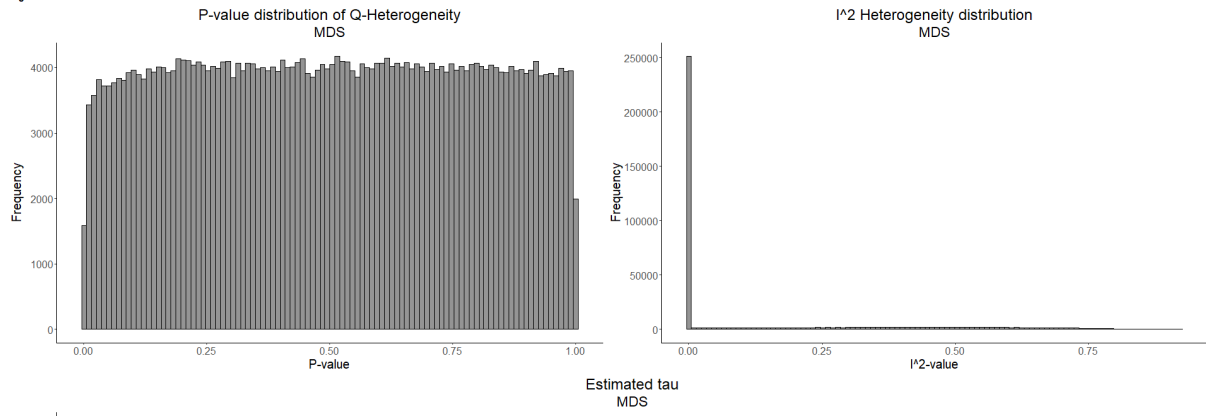 P-value distribution of Q-Heterogeneity
MDS
4000
3000
2000
1000
0
Frequency
0.00 0.25 0.50 0.75 1.00
P-value
I^2 Heterogeneity distribution
MDS
250000
200000
150000
100000
50000
0
Frequency
0.00 0.25 0.50 0.75
I^2-value
Estimated tau
MDS